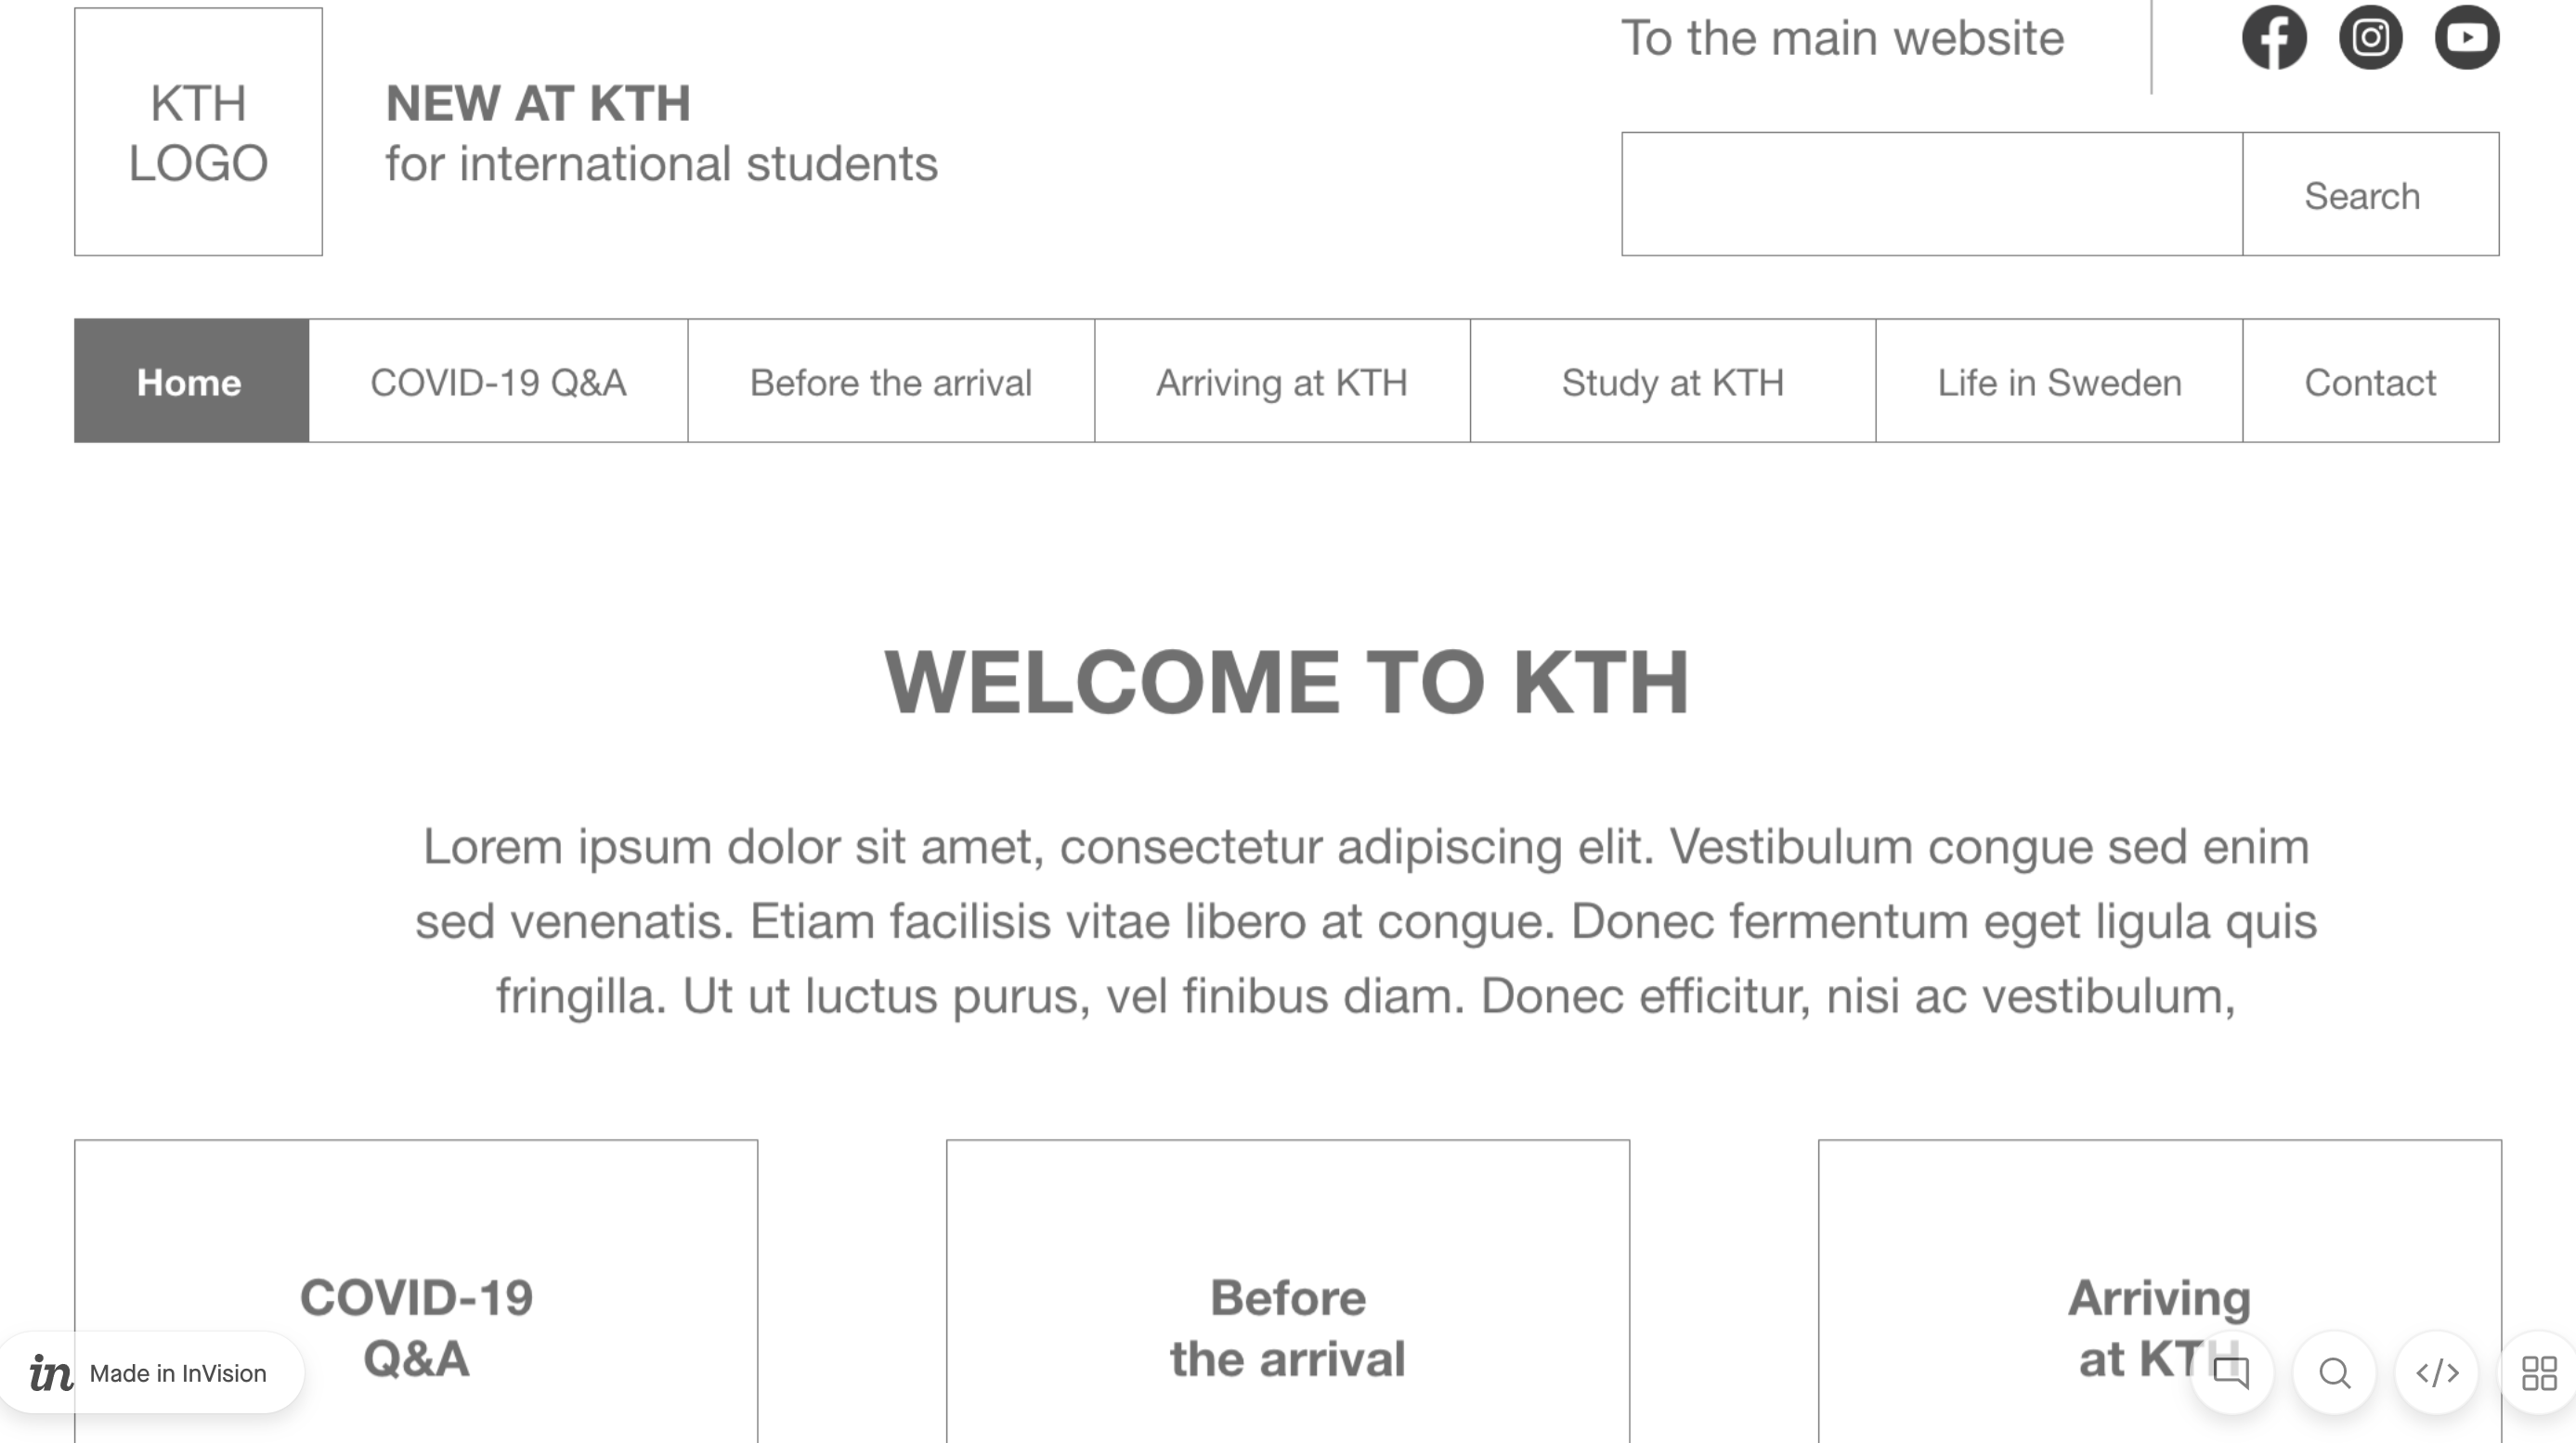 KTH
LOGO
NEW AT KTH
for international students
To the main website
Search
Home
COVID-19 Q&A
Before the arrival
Arriving at KTH
Study at KTH
Life in Sweden
Contact
WELCOME TO KTH
Lorem ipsum dolor sit amet, consectetur adipiscing elit. Vestibulum congue sed enim
sed venenatis. Etiam facilisis vitae libero at congue. Donec fermentum eget ligula quis
fringilla. Ut ut luctus purus, vel finibus diam. Donec efficitur, nisi ac vestibulum,
COVID-19
Q&A
Before
the arrival
Arriving
at KTH
in Made in InVision